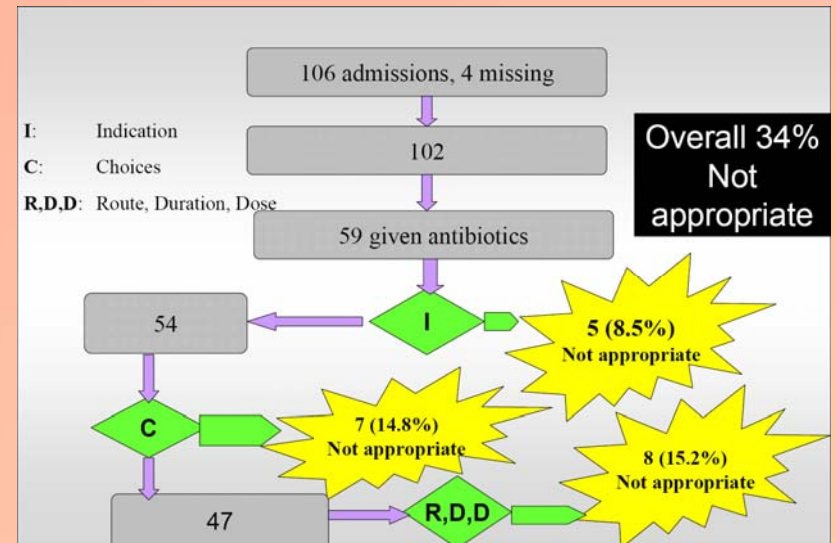 106 admissions, 4 missing
I: Indication
C: Choices
R,D,D: Route, Duration, Dose
102
Overall 34%
Not
appropriate
59 given antibiotics
54
I
5 (8.5%)
Not appropriate
C
7 (14.8%)
Not appropriate
8 (15.2%)
Not appropriate
47
R,D,D